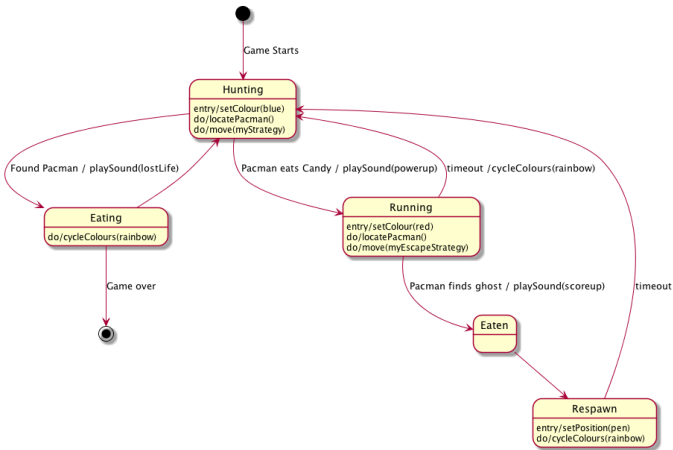 Game Starts
Hunting
entry/setColour(blue)
do/locatePacman()
do/move(myStrategy)
Found Pacman / playSound(lostLife)
Pacman eats Candy / playSound(powerup)
timeout /cycleColours(rainbow)
Eating
do/cycleColours(rainbow)
Running
entry/setColour(red)
do/locatePacman()
do/move(myEscapeStrategy)
Game over
Pacman finds ghost / playSound(scoreup)
timeout
Eaten
Respawn
entry/setPosition(pen)
do/cycleColours(rainbow)